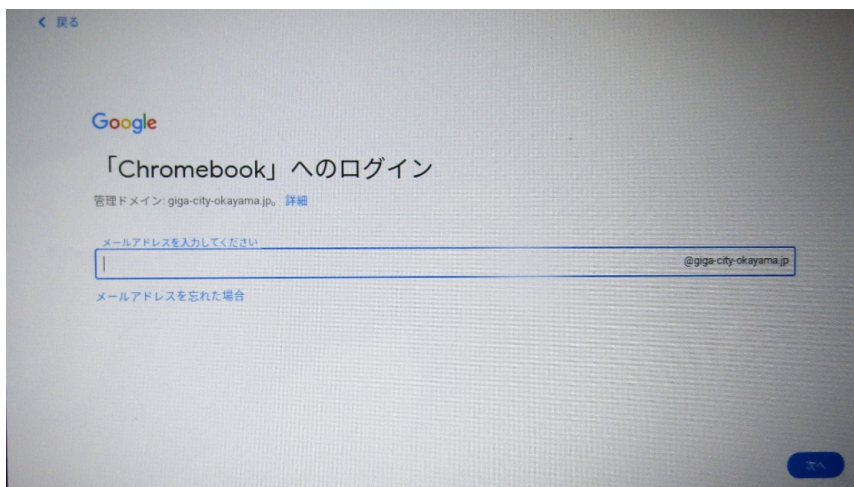 戻る
Google
「Chromebook」へのログイン
管理ドメイン: giga-city-okayama.jp。 詳細
メールアドレスを入力してください
@giga-city-okayama.jp
メールアドレスを忘れた場合
次へ